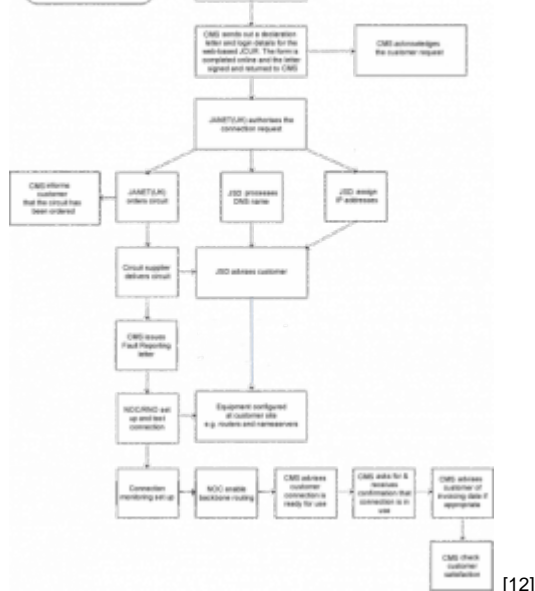 CMS sends out a declaration
letter and login details for the
web-based JCUR. The form is
completed online and the letter
signed and returned to CMS
CMS acknowledges
the customer request
JANET(UK) authorises the
connection request
CMS informs
customer
that the circuit has
been ordered
JANET(UK)
orders circuit
JSD processes
DNS name
JSD assign
IP addresses
Circuit supplier
delivers circuit
JSD advises customer
CMS issues
Fault Reporting
letter
NOC/RNO set
up and test
connection
Equipment configured
at customer site
e.g. routers and nameservers
Connection
monitoring set up
NOC enable
backbone routing
CMS advises
customer
connection is
ready for use
CMS asks for &
receives
confirmation that
connection is in
use
CMS advises
customer of
invoicing date if
appropriate
CMS check
customer
satisfaction
[12]